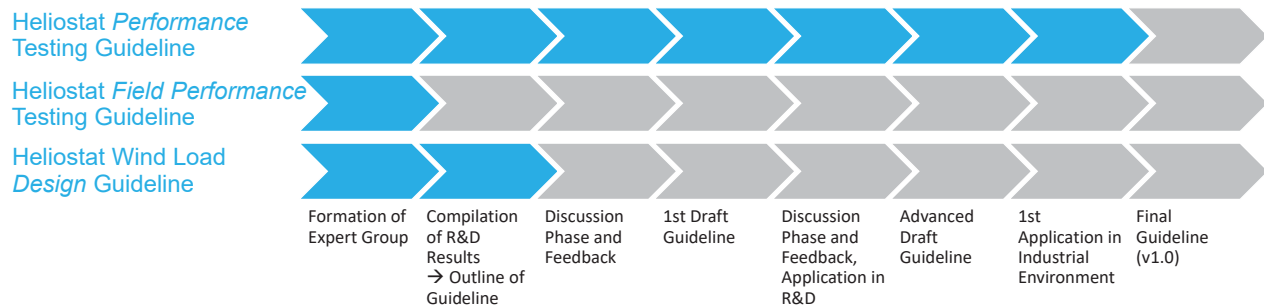 Heliostat Performance
Testing Guideline
Heliostat Field Performance
Testing Guideline
Heliostat Wind Load
Design Guideline
Formation of
Expert Group
Compilation
of R&D
Results
→ Outline of
Guideline
Discussion
Phase and
Feedback
1st Draft
Guideline
Discussion
Phase and
Feedback,
Application in
R&D
Advanced
Draft
Guideline
1st
Application in
Industrial
Environment
Final
Guideline
(v1.0)